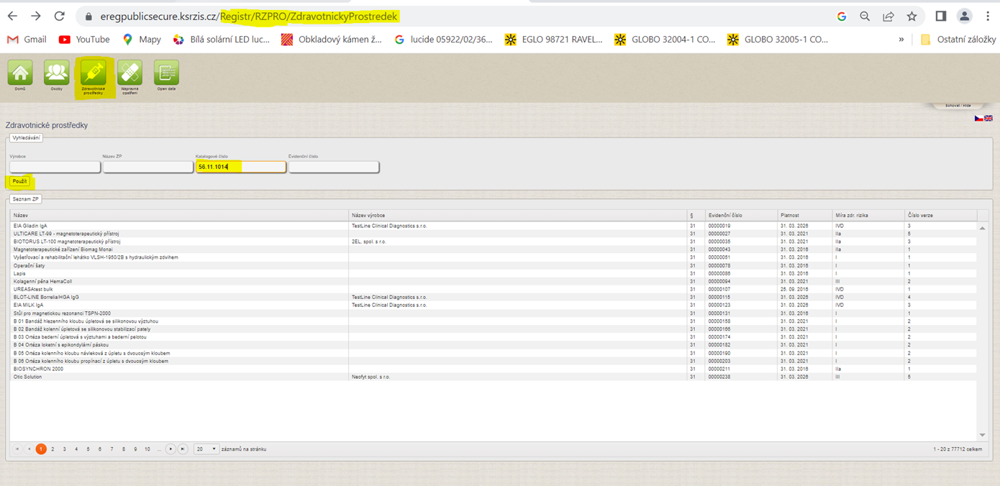 eregpublicsecure.ksrzis.cz/Registr/RZPRO/ZdravotnickyProstredek
Gmail YouTube Mapy Bílá solární LED luc... Obkladový kámen ž... lucide 05922/02/36... EGLO 98721 RAVEL... GLOBO 32004-1 CO... GLOBO 32005-1 CO... » Ostatní záložky
Domů Osoby Zdravotnické prostředky Nápravná opatření Open data
Schovat / Hide
Zdravotnické prostředky
Vyhledávání
Výrobce Název ZP Katalogové číslo Evidenční číslo
56.11.1014
Použít
Seznam ZP
Název Název výrobce § Evidenční číslo Platnost Míra zdr. rizika Číslo verze
EIA Gliadin IgA TestLine Clinical Diagnostics s.r.o. 31 00000019 31. 03. 2026 IVD 3
ULTICARE LT-99 - magnetoterapeutický přístroj 31 00000027 31. 03. 2021 IIa 5
BIOTORUS LT-100 magnetoterapeutický přístroj 2EL, spol. s r.o. 31 00000035 31. 03. 2021 IIa 3
Magnetoterapeutické zařízení Biomag Monai 31 00000043 31. 03. 2016 IIa 1
Vyšetřovací a rehabilitační lehátko VLSH-1950/2B s hydraulickým zdvihem 31 00000051 31. 03. 2016 I 1
Operační šaty 31 00000078 31. 03. 2016 I 1
Lapis 31 00000086 31. 03. 2016 I 1
Kolagenní pěna HemaColl 31 00000094 31. 03. 2021 III 2
UREASAtest bulk 31 00000107 25. 09. 2016 IVD 1
BLOT-LINE Borrelia/HGA IgG TestLine Clinical Diagnostics s.r.o. 31 00000115 31. 03. 2026 IVD 4
EIA MILK IgA TestLine Clinical Diagnostics s.r.o. 31 00000123 31. 03. 2026 IVD 3
Stůl pro magnetickou rezonanci TSPN-2000 31 00000131 31. 03. 2016 I 1
B 01 Bandáž hlezenního kloubu úpletová se silikonovou výztuhou 31 00000158 31. 03. 2021 I 2
B 02 Bandáž kolenní úpletová se silikonovou stabilizací pately 31 00000166 31. 03. 2021 I 2
B 03 Ortéza bederní úpletová s výztuhami a bederní pelotou 31 00000174 31. 03. 2021 I 2
B 04 Ortéza loketní s epikondylární páskou 31 00000182 31. 03. 2021 I 2
B 05 Ortéza kolenního kloubu návleková z úpletu s dvouosým kloubem 31 00000190 31. 03. 2021 I 2
B 06 Ortéza kolenního kloubu propínací z úpletu s dvouosým kloubem 31 00000203 31. 03. 2021 I 2
BIOSYNCHRON 2000 31 00000211 31. 03. 2016 IIa 1
Otic Solution Neofyt spol. s r.o. 31 00000238 31. 03. 2026 III 5
1 2 3 4 5 6 7 8 9 10 ... 20 záznamů na stránku 1 - 20 z 77712 celkem